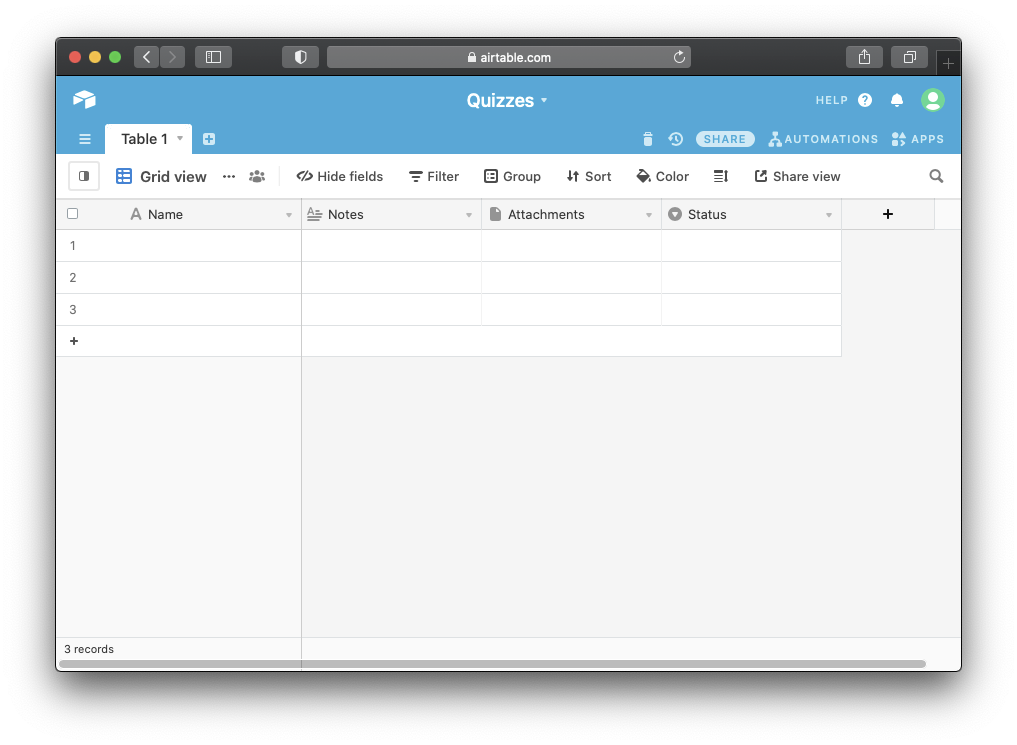 airtable.com
Quizzes
HELP ?
Table 1
SHARE AUTOMATIONS APPS
Grid view Hide fields Filter Group Sort Color Share view
A Name Notes Attachments Status +
1
2
3
+
3 records